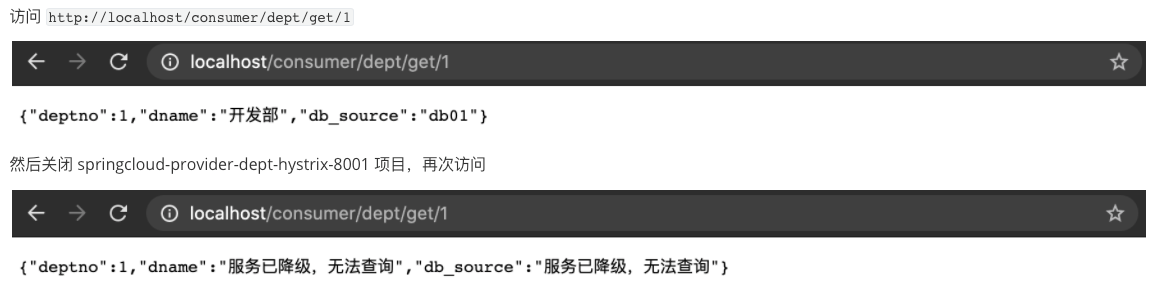 访问 http://localhost/consumer/dept/get/1
localhost/consumer/dept/get/1
{"deptno":1,"dname":"开发部","db_source":"db01"}
然后关闭 springcloud-provider-dept-hystrix-8001 项目，再次访问
localhost/consumer/dept/get/1
{"deptno":1,"dname":"服务已降级，无法查询","db_source":"服务已降级，无法查询"}